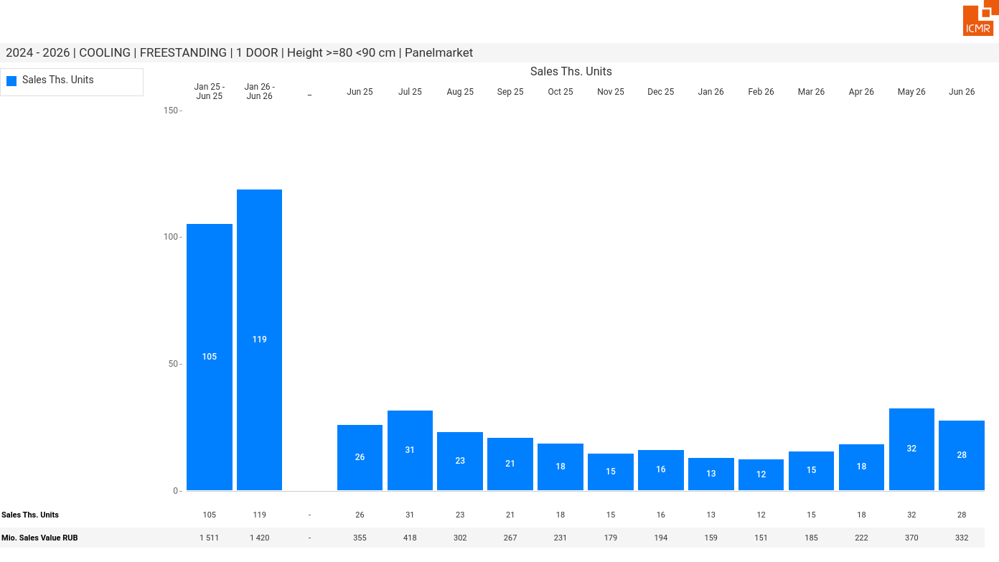 ICMR
2024 - 2026 | COOLING | FREESTANDING | 1 DOOR | Height >=80 <90 cm | Panelmarket
Sales Ths. Units
Sales Ths. Units
Jan 25 - Jun 25 Jan 26 - Jun 26 – Jun 25 Jul 25 Aug 25 Sep 25 Oct 25 Nov 25 Dec 25 Jan 26 Feb 26 Mar 26 Apr 26 May 26 Jun 26
150
100
50
0
105 119 26 31 23 21 18 15 16 13 12 15 18 32 28
Sales Ths. Units 105 119 - 26 31 23 21 18 15 16 13 12 15 18 32 28
Mio. Sales Value RUB 1 511 1 420 - 355 418 302 267 231 179 194 159 151 185 222 370 332